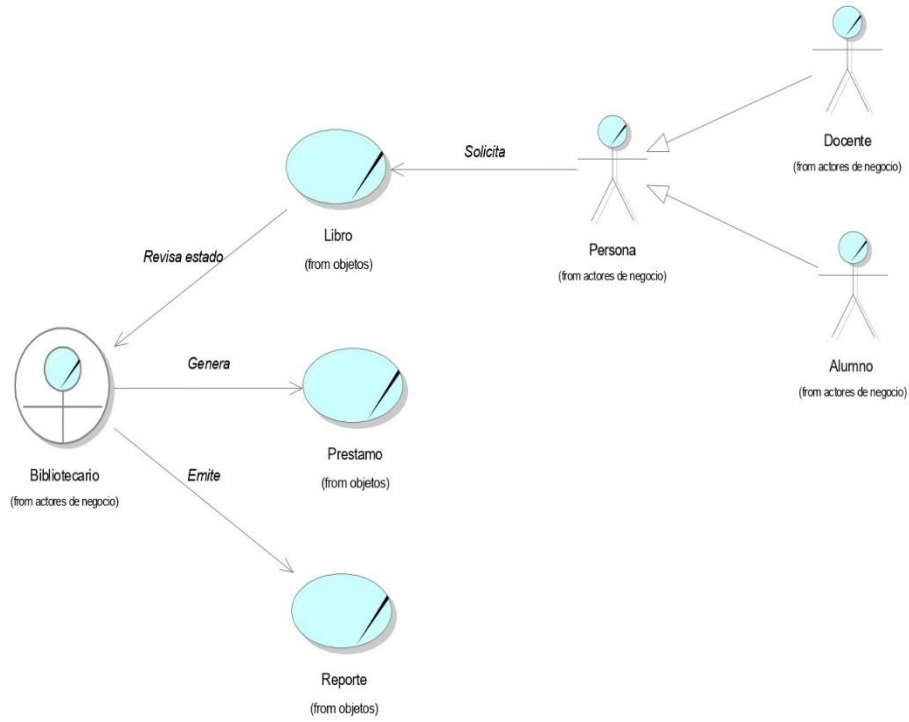 Docente
(from actores de negocio)
Solicita
Libro
(from objetos)
Persona
(from actores de negocio)
Revisa estado
Alumno
(from actores de negocio)
Genera
Bibliotecario
(from actores de negocio)
Prestamo
(from objetos)
Emite
Reporte
(from objetos)